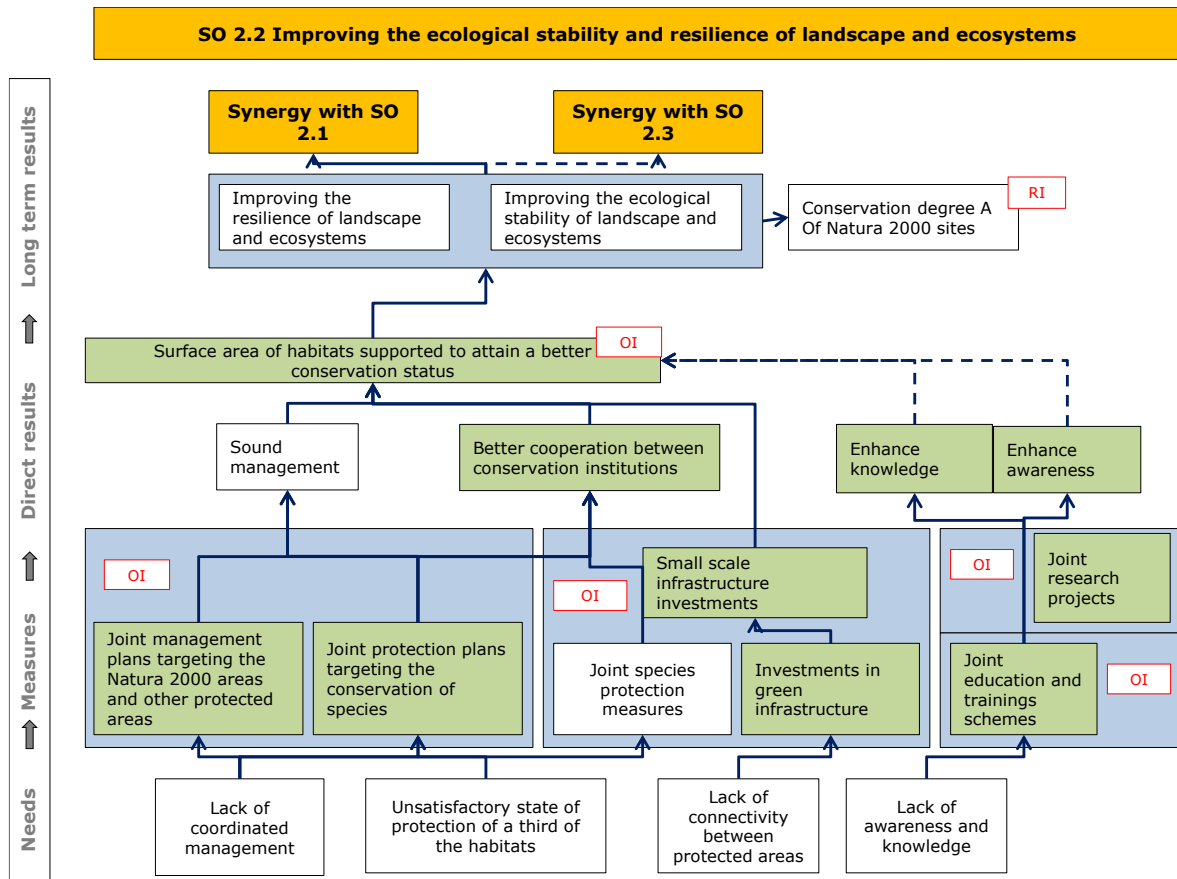 SO 2.2 Improving the ecological stability and resilience of landscape and ecosystems
Long term results
Synergy with SO
2.1
Synergy with SO
2.3
Improving the
resilience of landscape
and ecosystems
Improving the ecological
stability of landscape and
ecosystems
RI
Conservation degree A
Of Natura 2000 sites
OI
Surface area of habitats supported to attain a better
conservation status
Direct results
Sound
management
Better cooperation between
conservation institutions
Enhance
knowledge
Enhance
awareness
Measures
OI
Joint management
plans targeting the
Natura 2000 areas
and other protected
areas
Joint protection plans
targeting the
conservation of
species
OI
Small scale
infrastructure
investments
Joint species
protection
measures
Investments in
green
infrastructure
OI
Joint
research
projects
Joint
education and
trainings
schemes
OI
Needs
Lack of
coordinated
management
Unsatisfactory state of
protection of a third of
the habitats
Lack of
connectivity
between
protected areas
Lack of
awareness and
knowledge